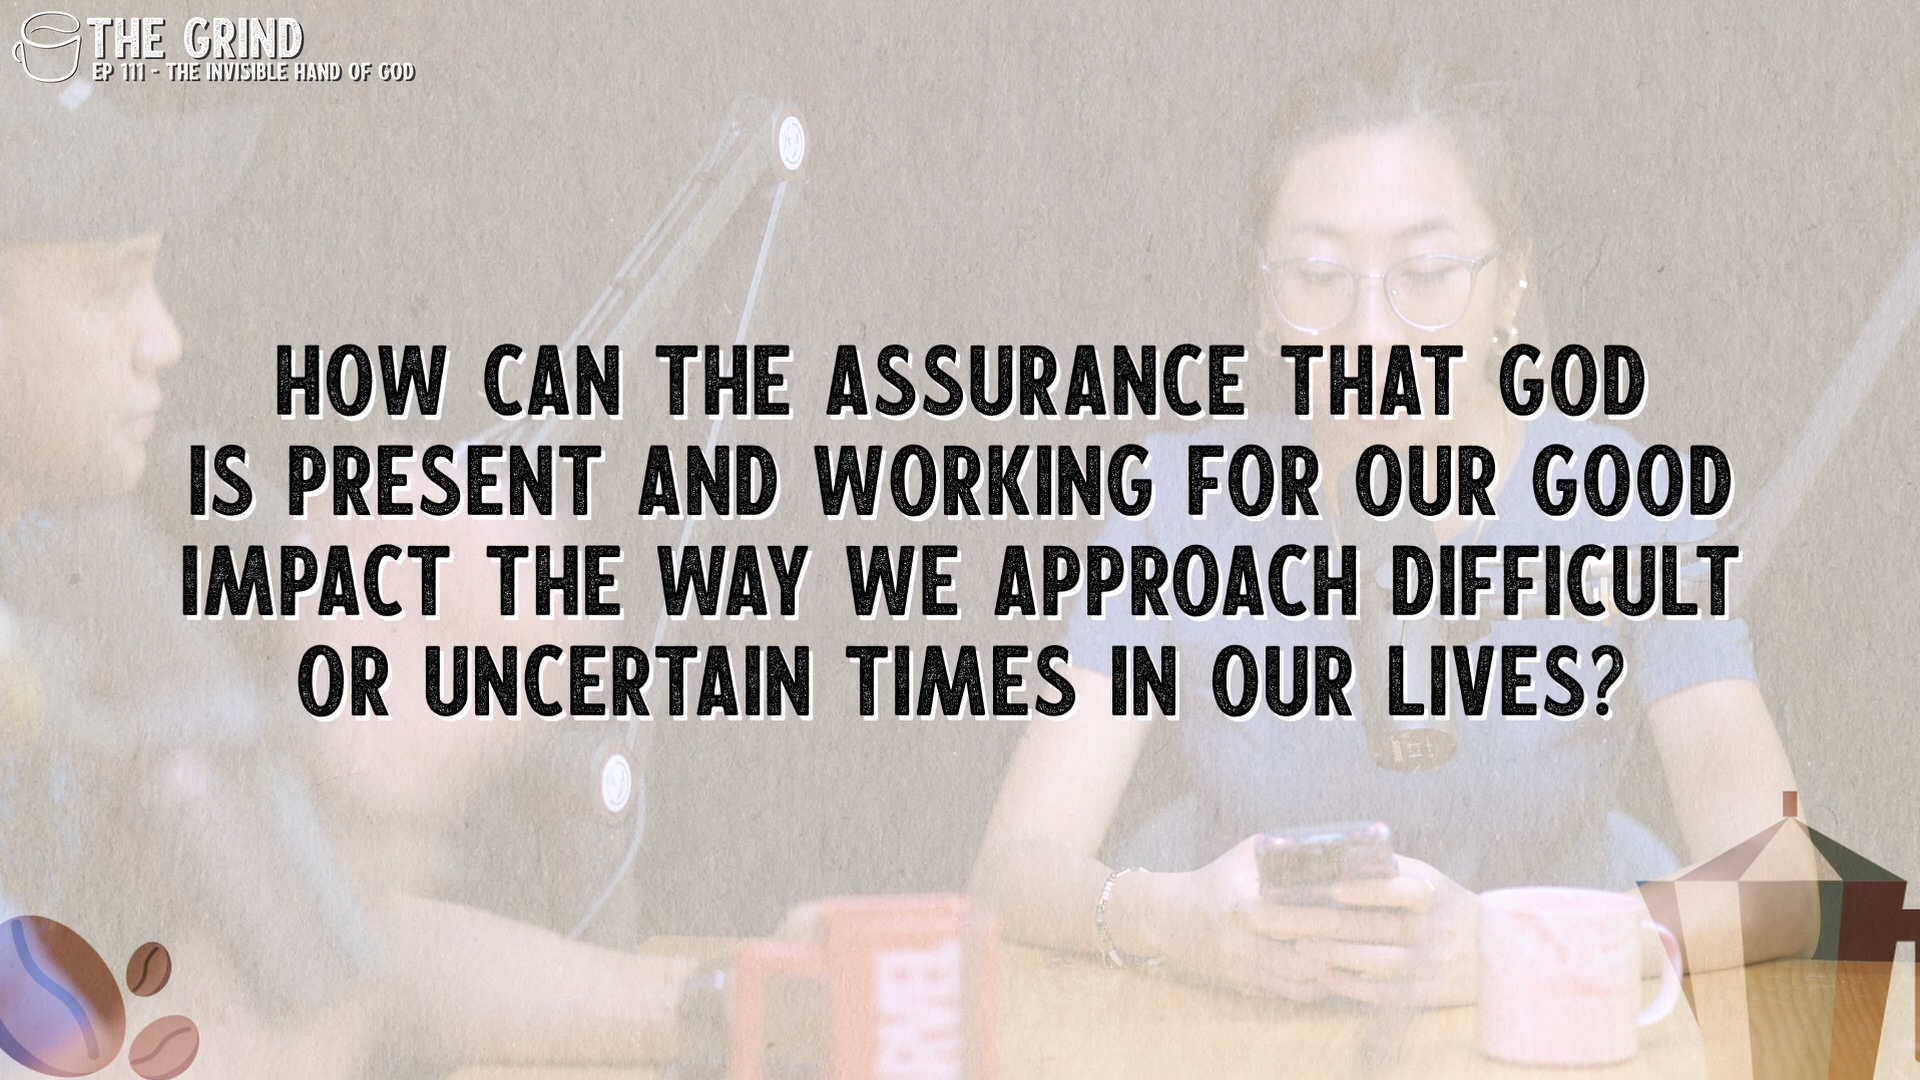 THE GRIND
EP 111 - THE INVISIBLE HAND OF GOD
HOW CAN THE ASSURANCE THAT GOD
IS PRESENT AND WORKING FOR OUR GOOD
IMPACT THE WAY WE APPROACH DIFFICULT
OR UNCERTAIN TIMES IN OUR LIVES?